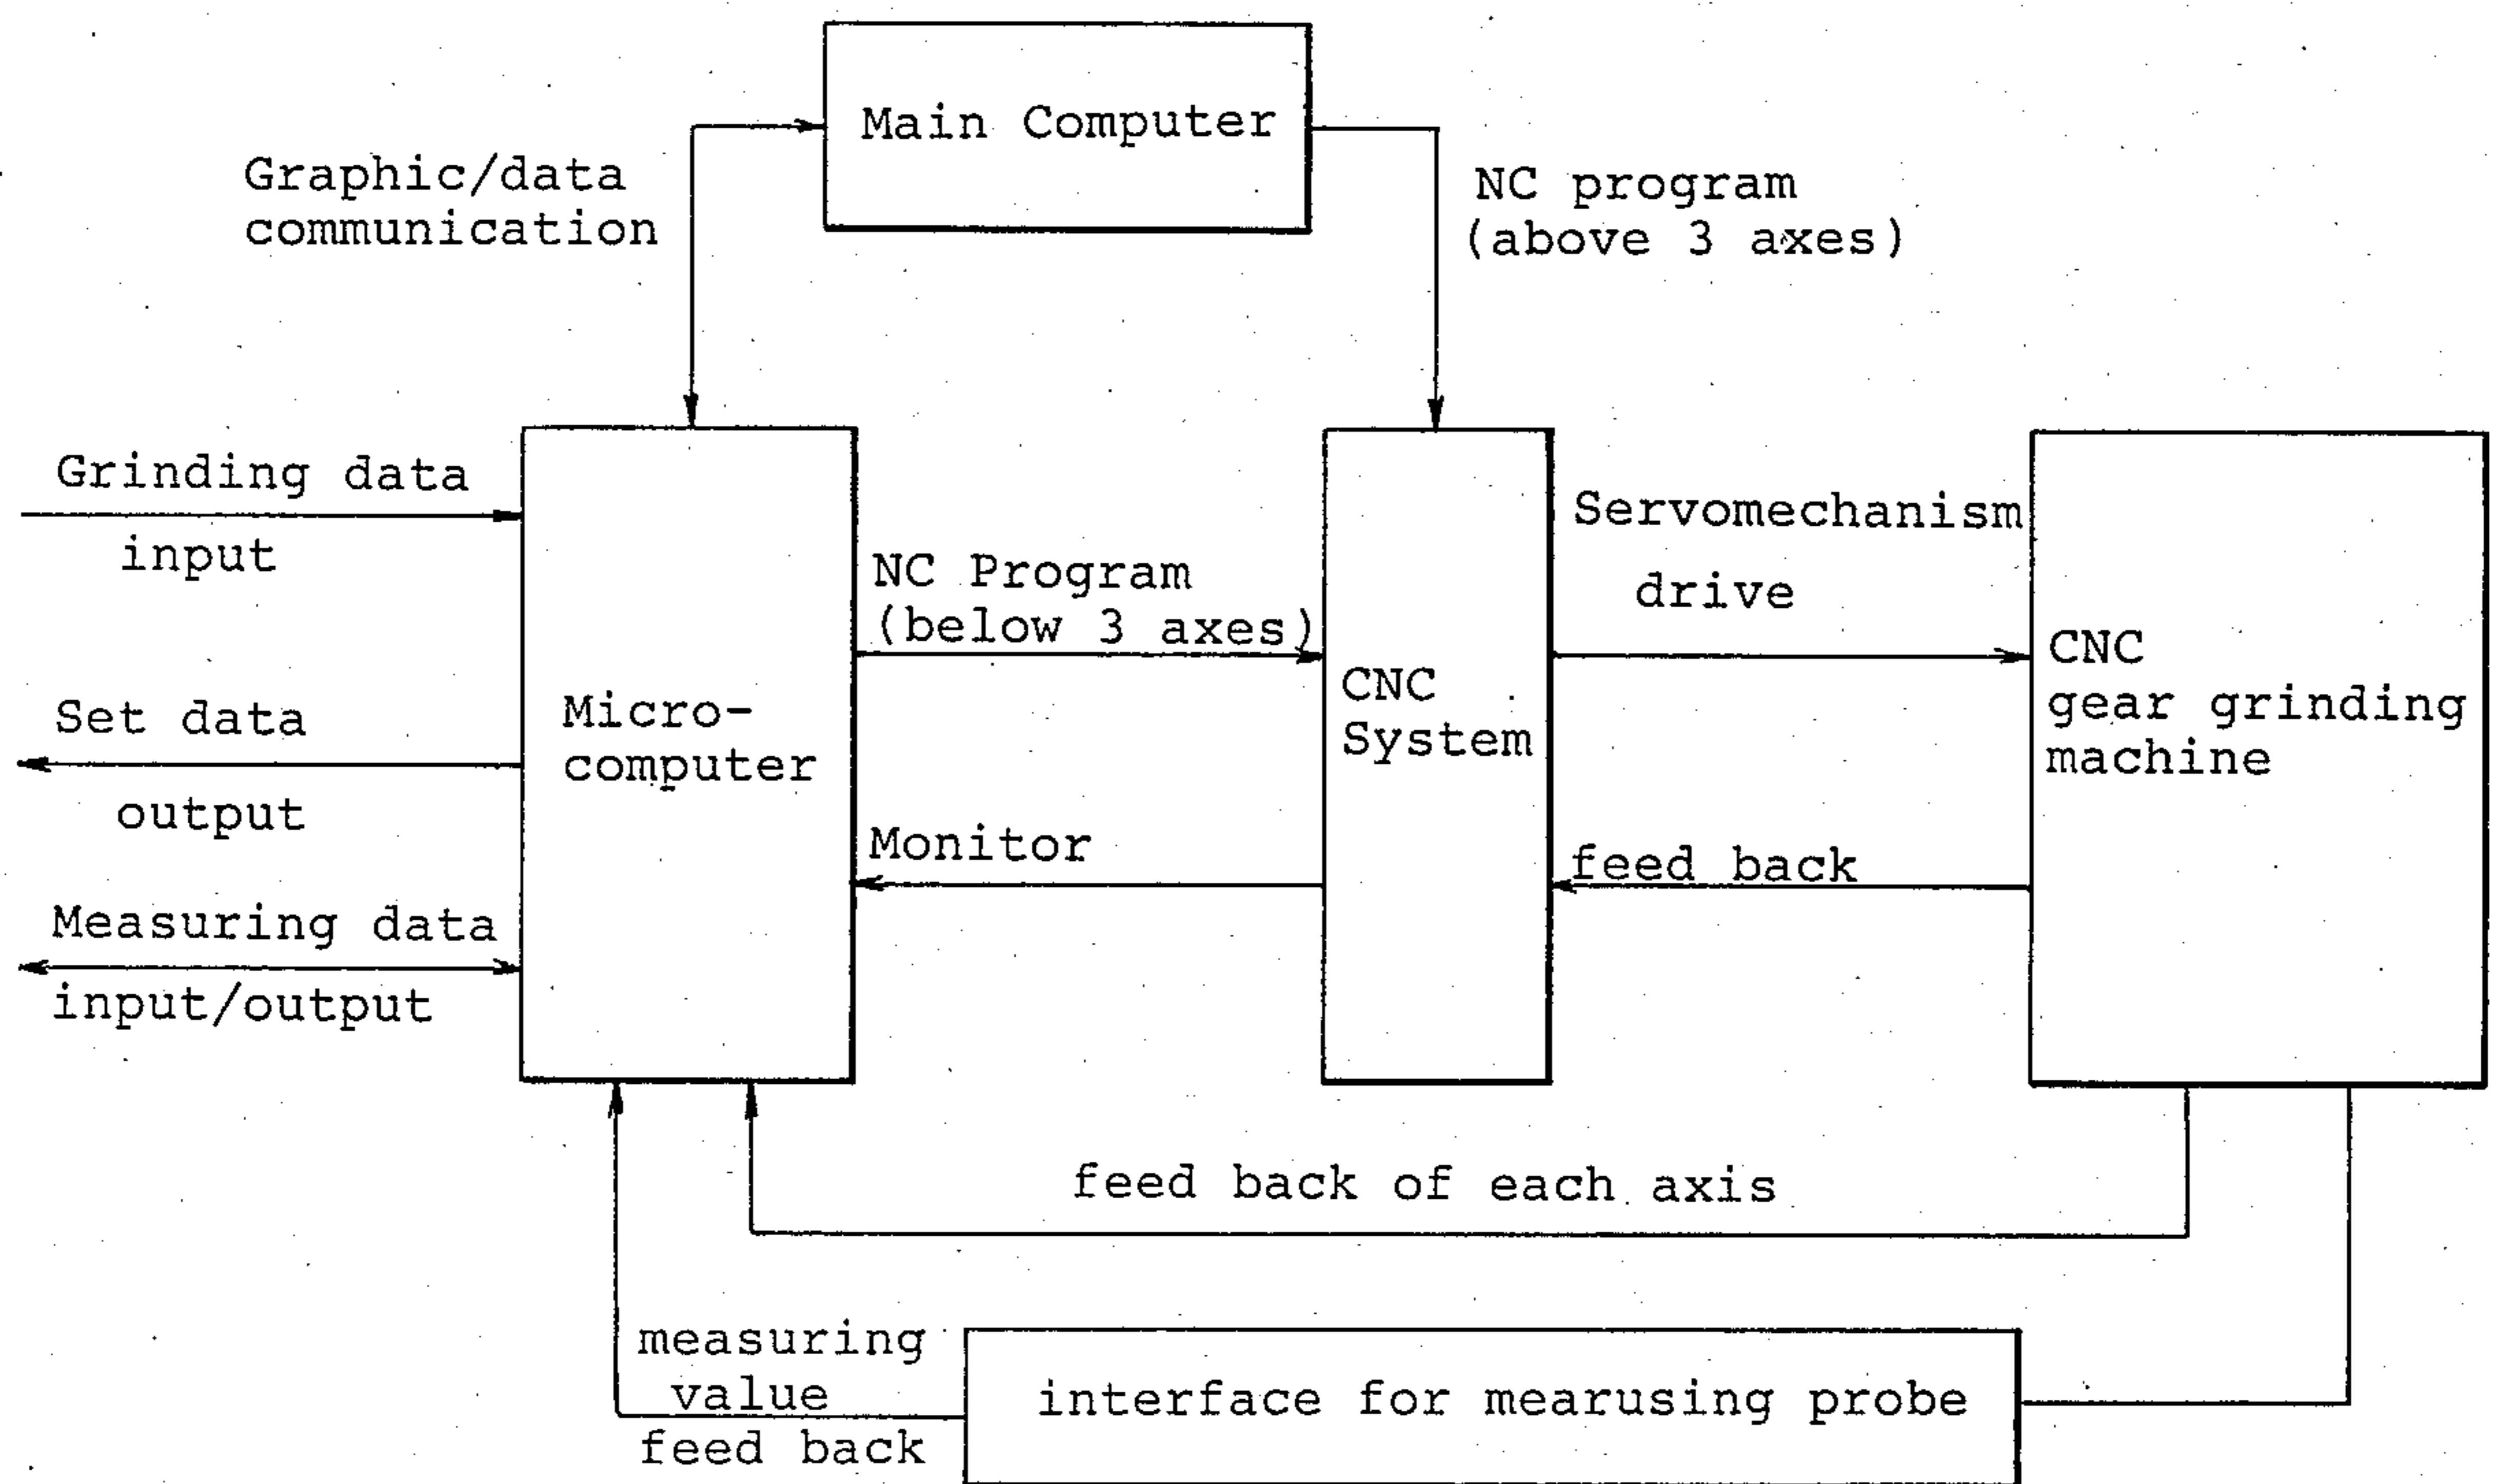 Main Computer
Graphic/data
communication
NC program
(above 3 axes)
Grinding data
input
Set data
output
Measuring data
input/output
Micro-
computer
NC Program
(below 3 axes)
Monitor
CNC
System
Servomechanism
drive
feed back
CNC
gear grinding
machine
feed back of each axis
measuring
value
feed back
interface for mearusing probe